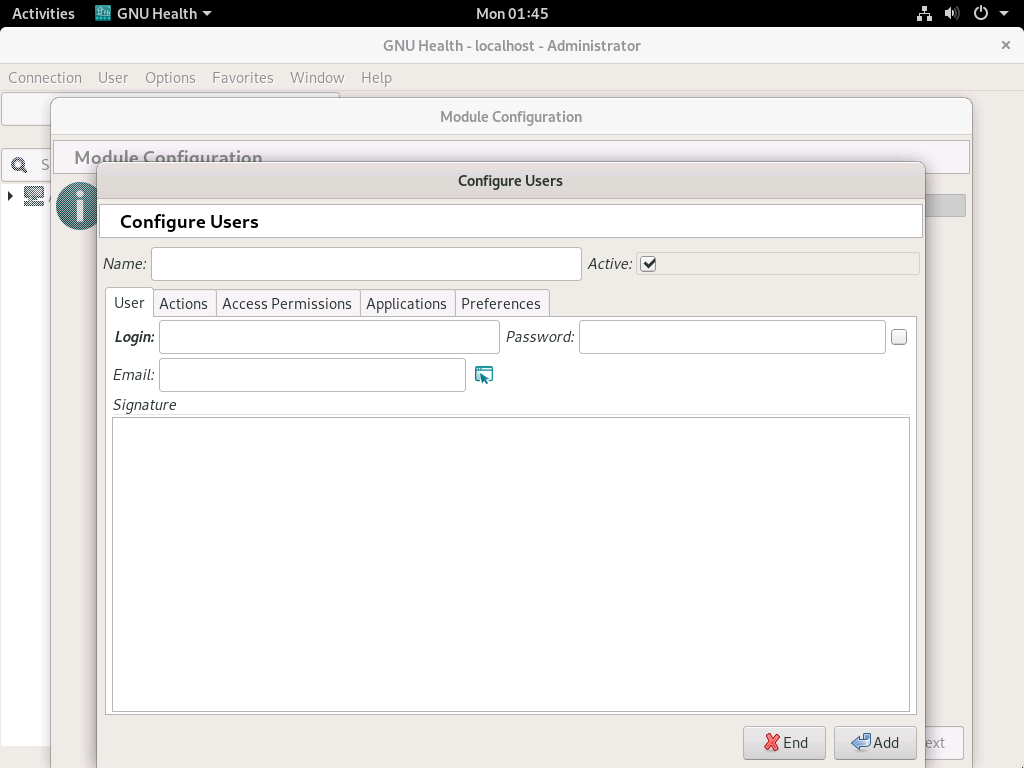 Activities GNU Health Mon 01:45
GNU Health - localhost - Administrator
Connection User Options Favorites Window Help
Module Configuration
Module Configuration
S
Configure Users
Configure Users
Name: Active:
User Actions Access Permissions Applications Preferences
Login: Password:
Email:
Signature
End Add ext